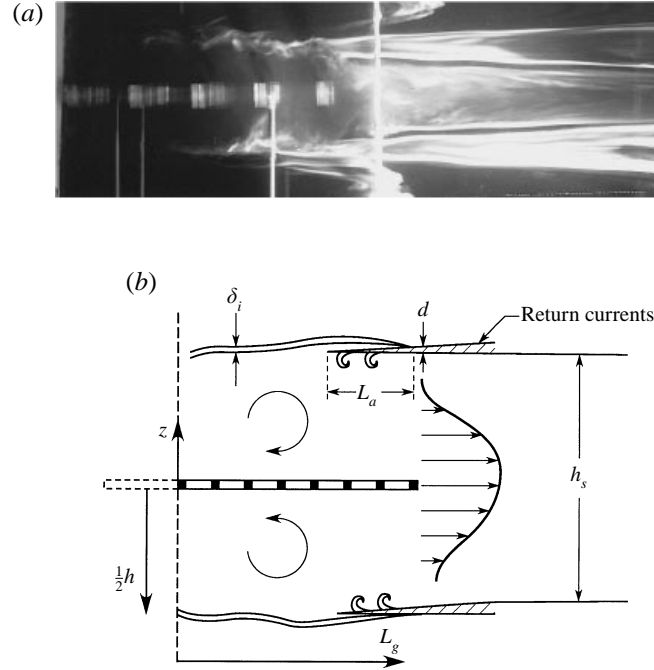 (a)
(b)
δi
d
Return currents
La
z
hs
½h
Lg